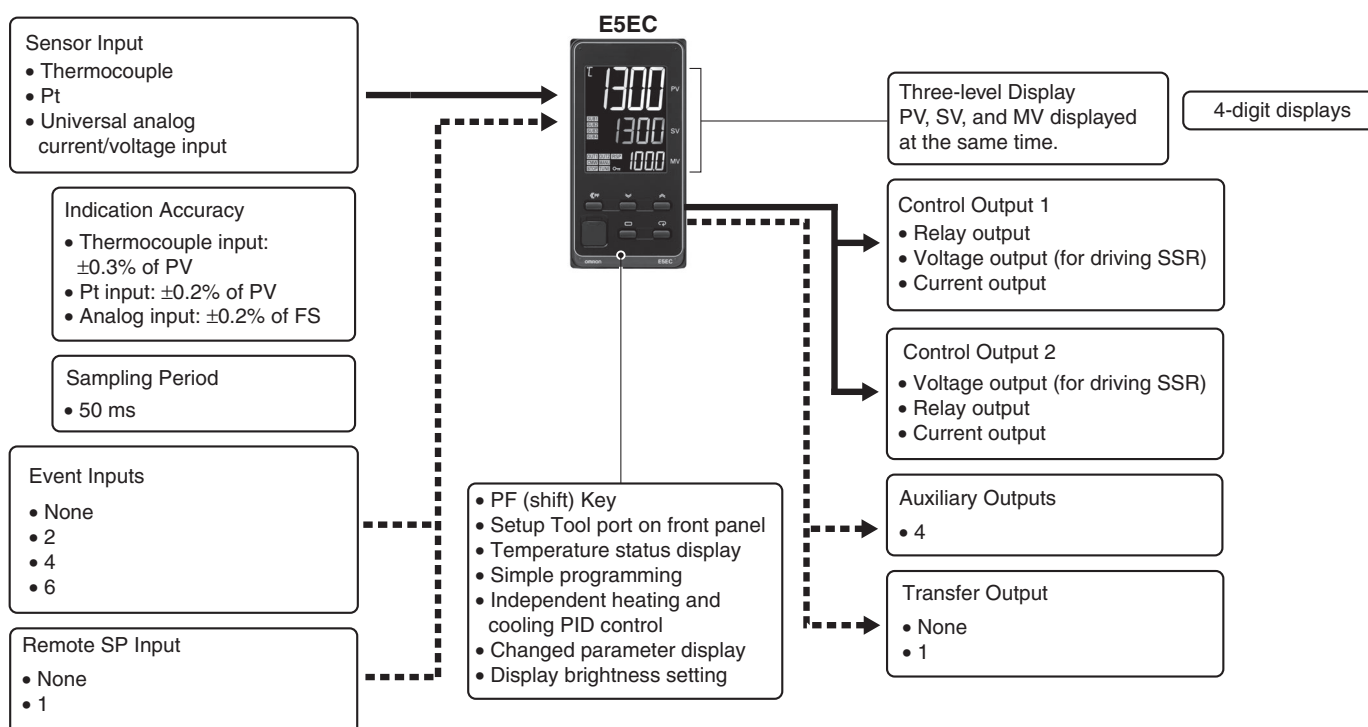 E5EC
Sensor Input
• Thermocouple
• Pt
• Universal analog
current/voltage input
Indication Accuracy
• Thermocouple input:
±0.3% of PV
• Pt input: ±0.2% of PV
• Analog input: ±0.2% of FS
Sampling Period
• 50 ms
Event Inputs
• None
• 2
• 4
• 6
Remote SP Input
• None
• 1
1300
PV
SUB1
SUB2
SUB3
SUB4
1300
SV
100.0
MV
PF
OMRON
E5EC
• PF (shift) Key
• Setup Tool port on front panel
• Temperature status display
• Simple programming
• Independent heating and
cooling PID control
• Changed parameter display
• Display brightness setting
Three-level Display
PV, SV, and MV displayed
at the same time.
4-digit displays
Control Output 1
• Relay output
• Voltage output (for driving SSR)
• Current output
Control Output 2
• Voltage output (for driving SSR)
• Relay output
• Current output
Auxiliary Outputs
• 4
Transfer Output
• None
• 1